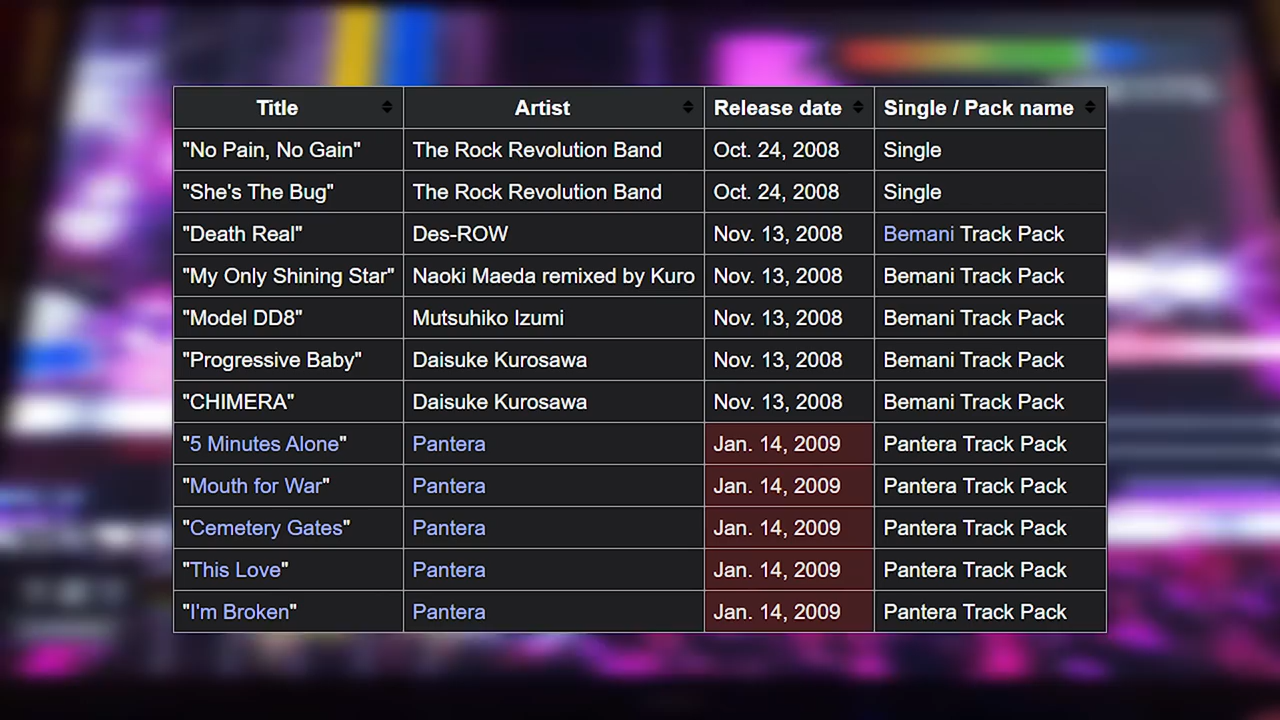 Title Artist Release date Single / Pack name
"No Pain, No Gain" The Rock Revolution Band Oct. 24, 2008 Single
"She's The Bug" The Rock Revolution Band Oct. 24, 2008 Single
"Death Real" Des-ROW Nov. 13, 2008 Bemani Track Pack
"My Only Shining Star" Naoki Maeda remixed by Kuro Nov. 13, 2008 Bemani Track Pack
"Model DD8" Mutsuhiko Izumi Nov. 13, 2008 Bemani Track Pack
"Progressive Baby" Daisuke Kurosawa Nov. 13, 2008 Bemani Track Pack
"CHIMERA" Daisuke Kurosawa Nov. 13, 2008 Bemani Track Pack
"5 Minutes Alone" Pantera Jan. 14, 2009 Pantera Track Pack
"Mouth for War" Pantera Jan. 14, 2009 Pantera Track Pack
"Cemetery Gates" Pantera Jan. 14, 2009 Pantera Track Pack
"This Love" Pantera Jan. 14, 2009 Pantera Track Pack
"I'm Broken" Pantera Jan. 14, 2009 Pantera Track Pack